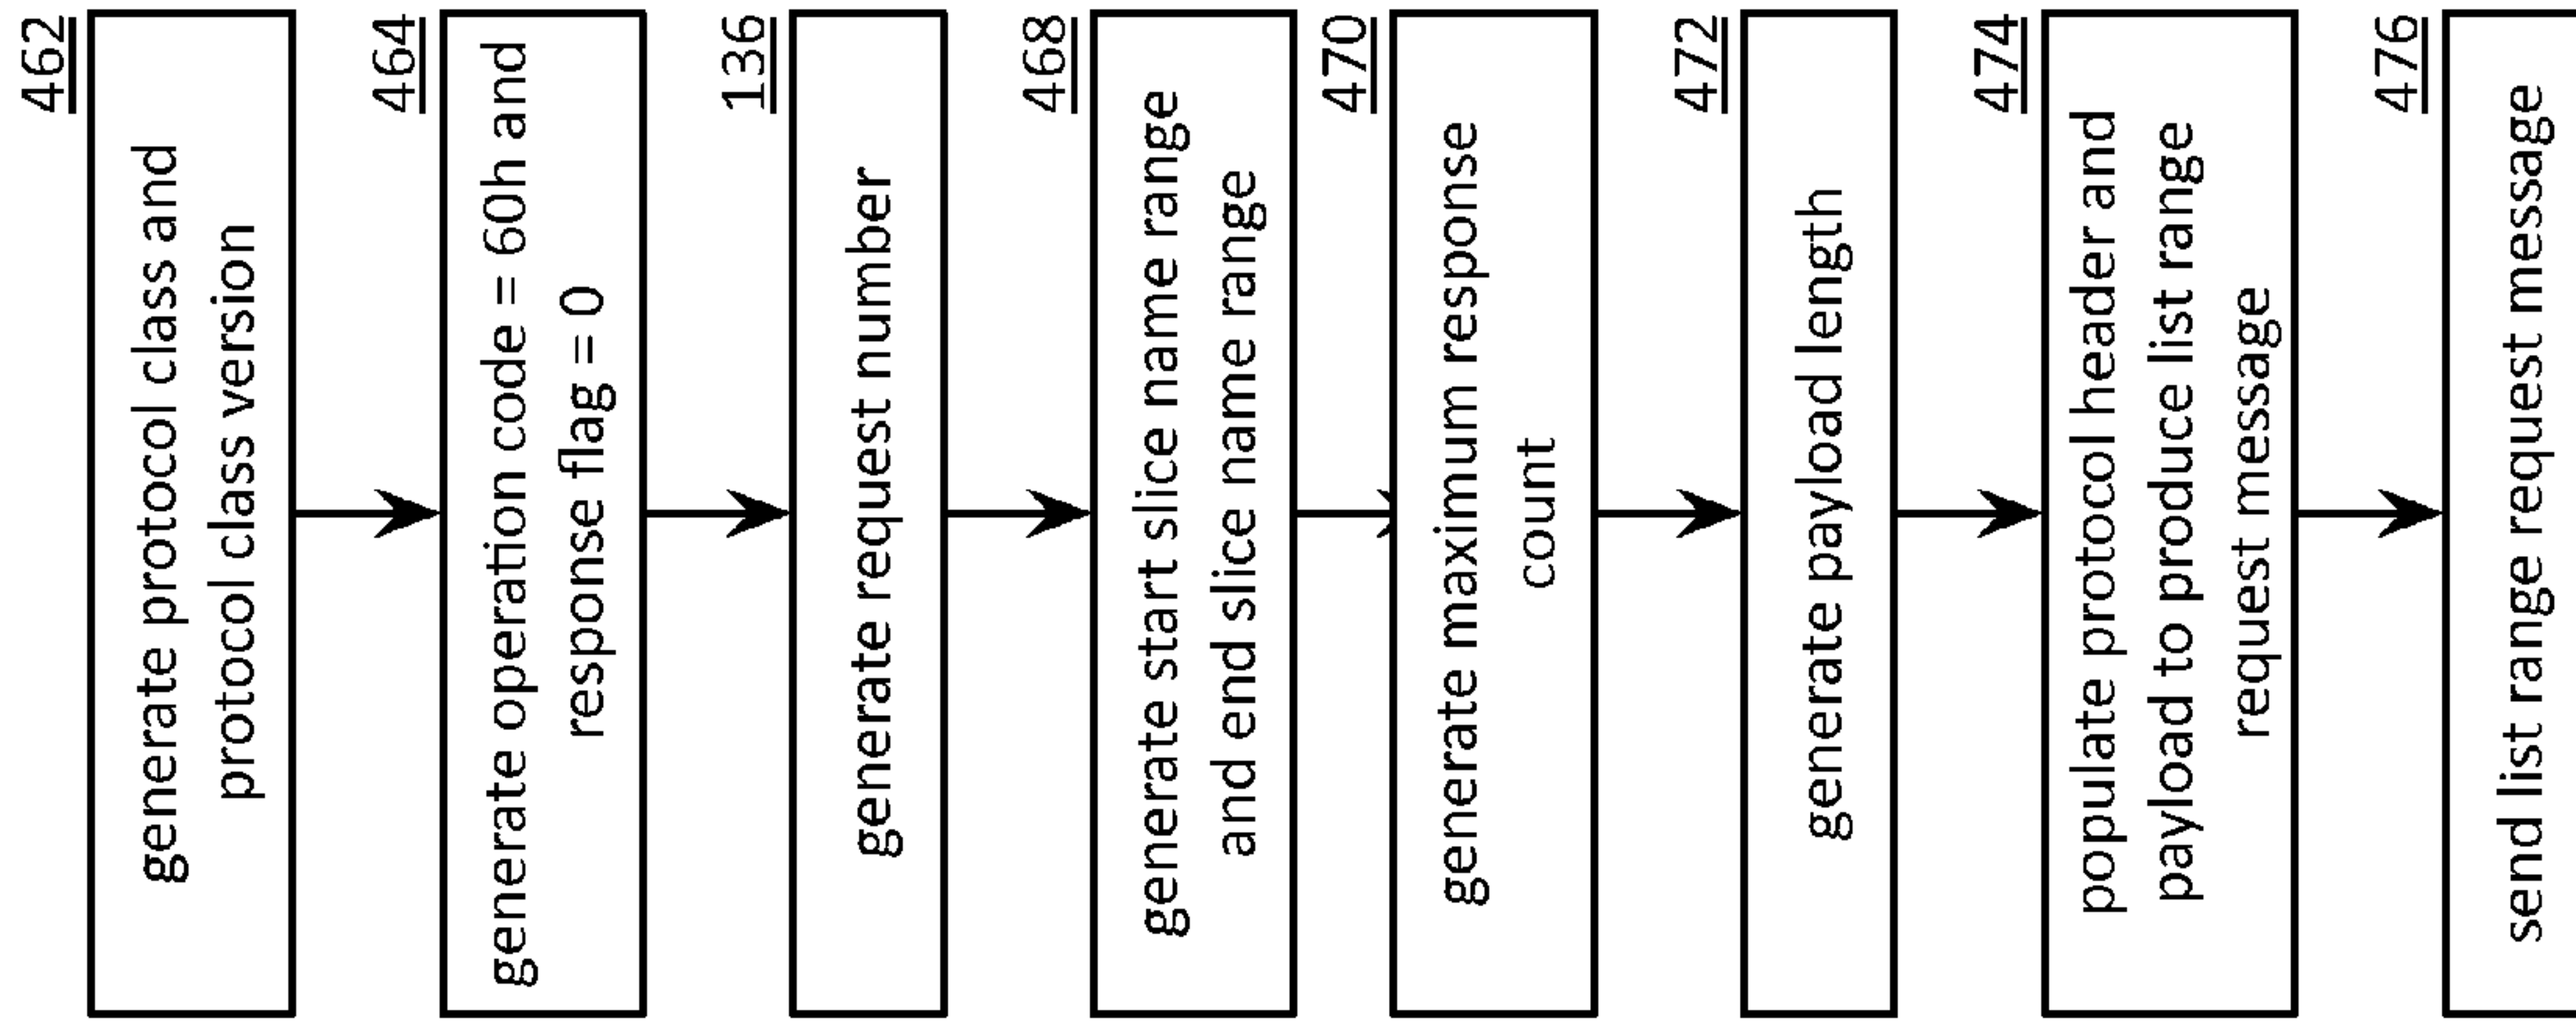 462
generate protocol class and
protocol class version
464
generate operation code = 60h and
response flag = 0
136
generate request number
468
generate start slice name range
and end slice name range
470
generate maximum response
count
472
generate payload length
474
populate protocol header and
payload to produce list range
request message
476
send list range request message